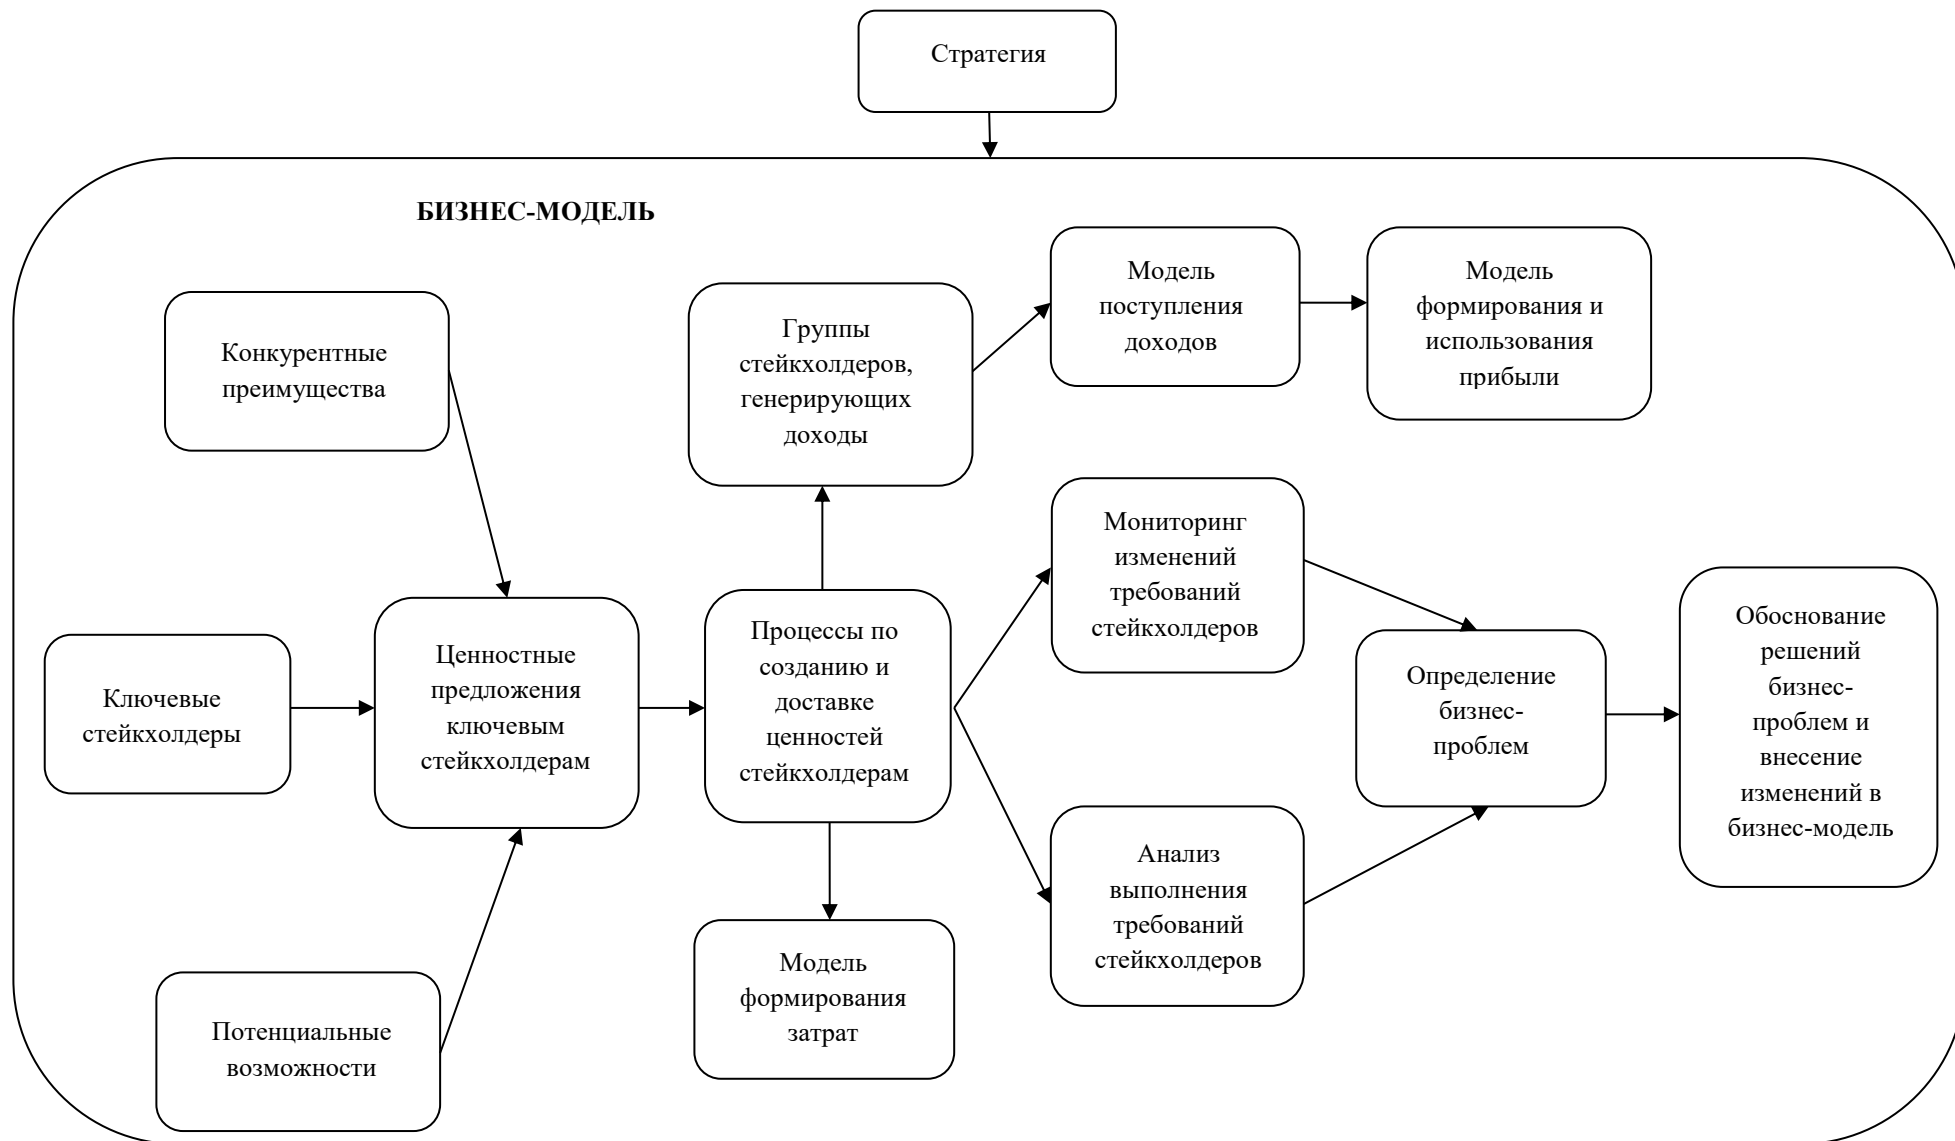 Стратегия
БИЗНЕС-МОДЕЛЬ
Конкурентные
преимущества
Ключевые
стейкхолдеры
Потенциальные
возможности
Ценностные
предложения
ключевым
стейкхолдерам
Группы
стейкхолдеров,
генерирующих
доходы
Процессы по
созданию и
доставке
ценностей
стейкхолдерам
Модель
формирования
затрат
Модель
поступления
доходов
Модель
формирования и
использования
прибыли
Мониторинг
изменений
требований
стейкхолдеров
Анализ
выполнения
требований
стейкхолдеров
Определение
бизнес-
проблем
Обоснование
решений
бизнес-
проблем и
внесение
изменений в
бизнес-модель